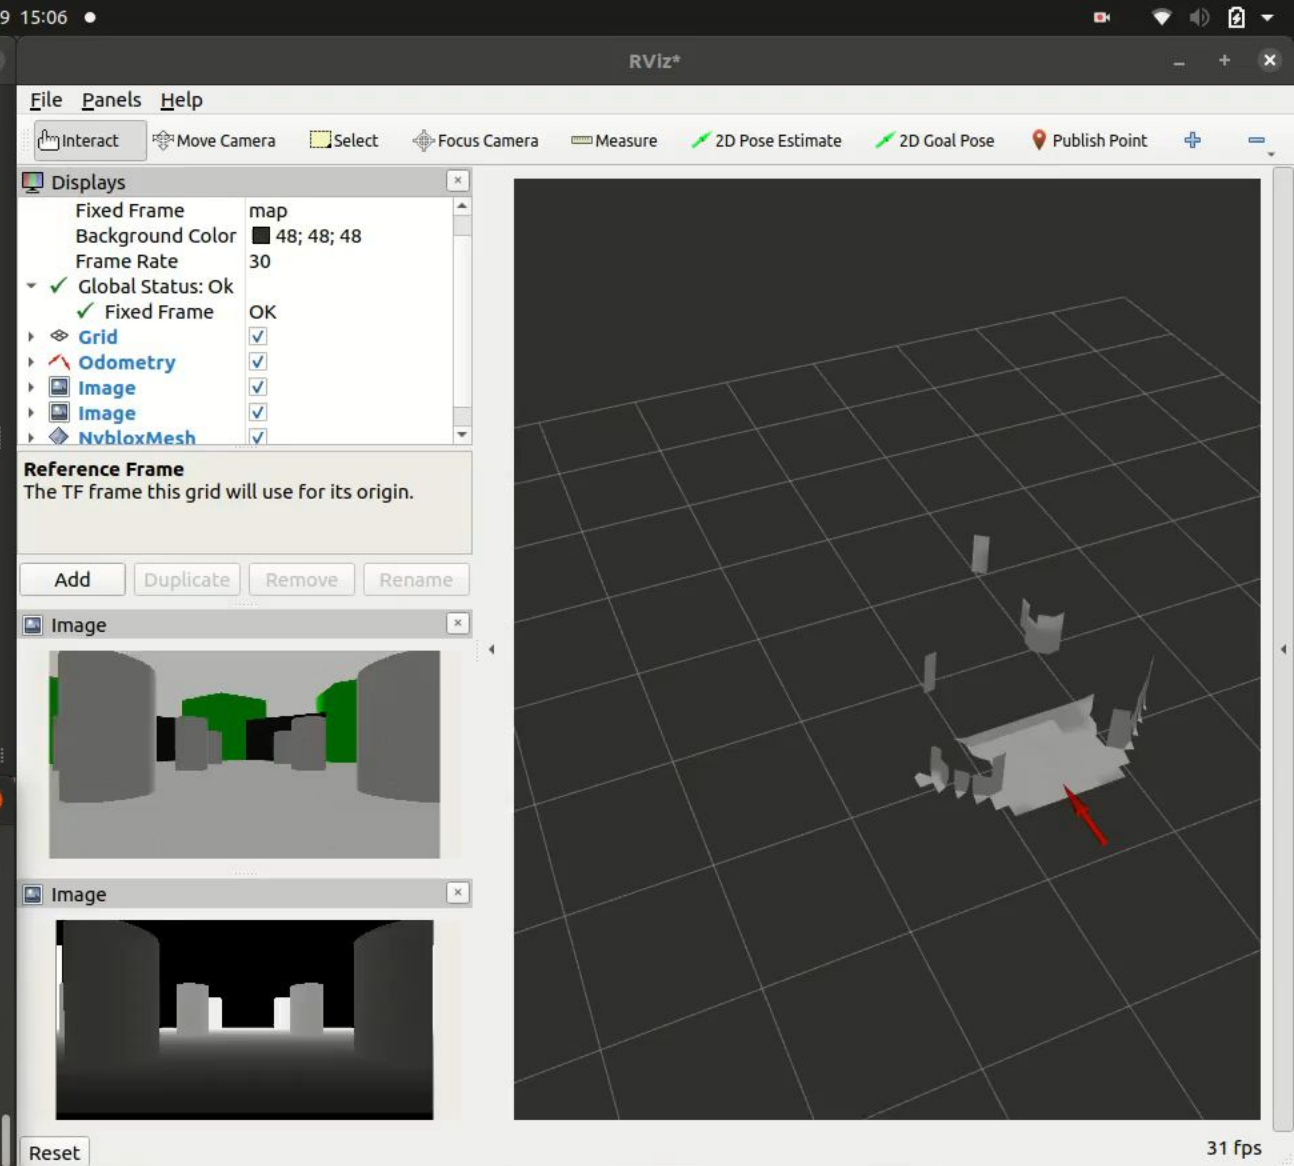 9 15:06
RViz*
File Panels Help
Interact Move Camera Select Focus Camera Measure 2D Pose Estimate 2D Goal Pose Publish Point
Displays
Fixed Frame map
Background Color 48; 48; 48
Frame Rate 30
Global Status: Ok
Fixed Frame OK
Grid
Odometry
Image
Image
NvbloxMesh
Reference Frame
The TF frame this grid will use for its origin.
Add Duplicate Remove Rename
Image
Image
Reset 31 fps